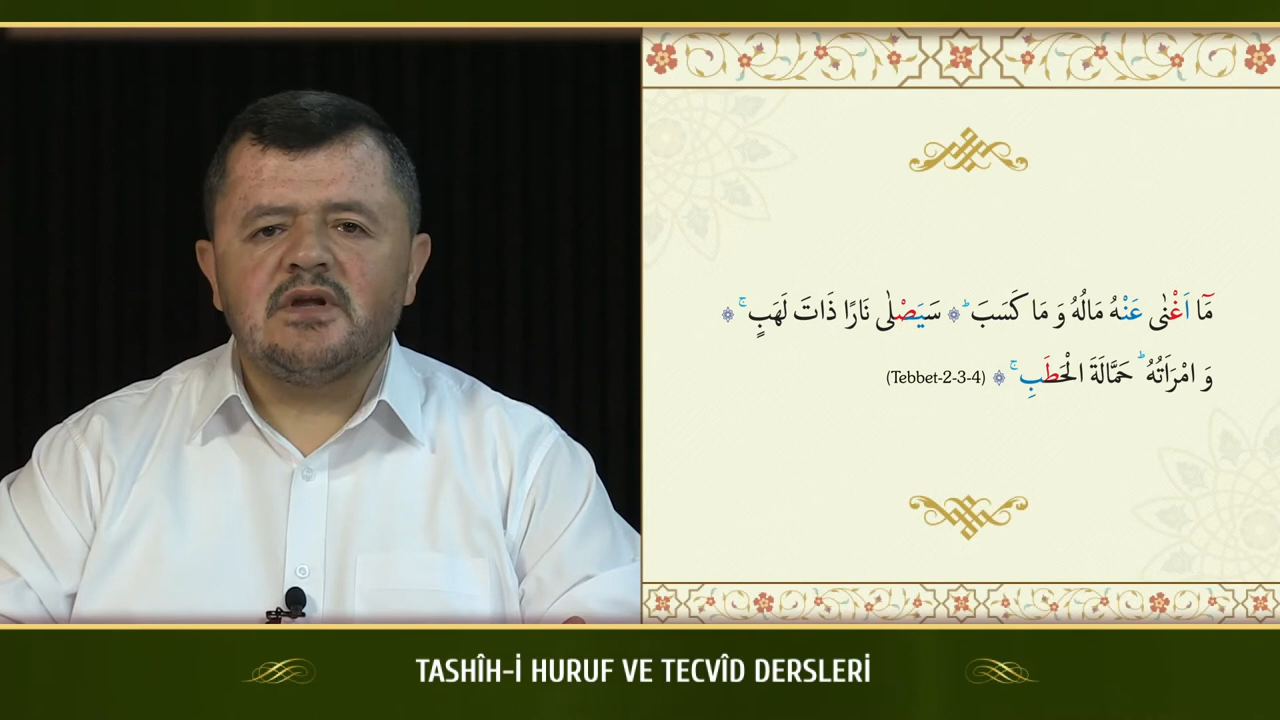 مَٓا اَغْنٰى عَنْهُ مَالُهُ وَ مَا كَسَبَ ۜ ۞ سَيَصْلٰى نَارًا ذَاتَ لَهَبٍ ۚ ۞
وَ امْرَاَتُهُ ۜ حَمَّالَةَ الْحَطَبِ ۚ ۞ (Tebbet-2-3-4)
TASHÎH-İ HURUF VE TECVÎD DERSLERİ